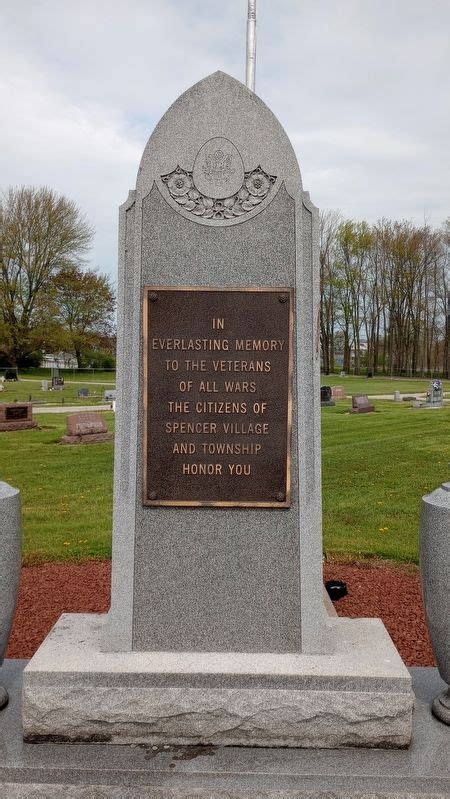 IN
EVERLASTING MEMORY
TO THE VETERANS
OF ALL WARS
THE CITIZENS OF
SPENCER VILLAGE
AND TOWNSHIP
HONOR YOU